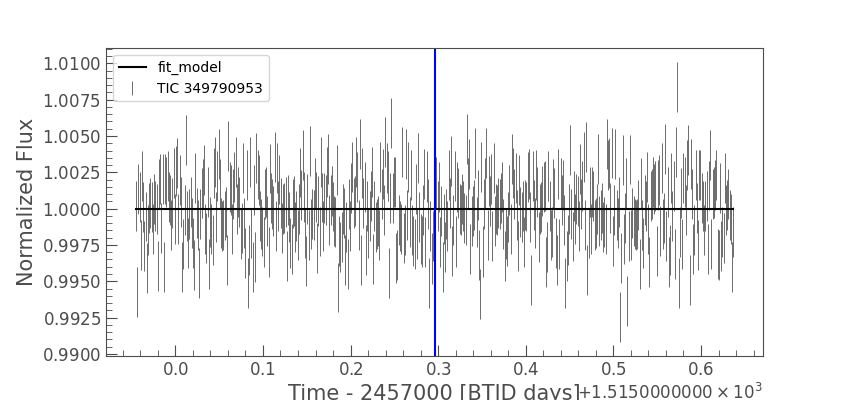 1.0100
1.0075
1.0050
1.0025
1.0000
0.9975
0.9950
0.9925
0.9900
Normalized Flux
fit_model
TIC 349790953
0.0 0.1 0.2 0.3 0.4 0.5 0.6
Time - 2457000 [BTJD days]
+1.5150000000 × 10³